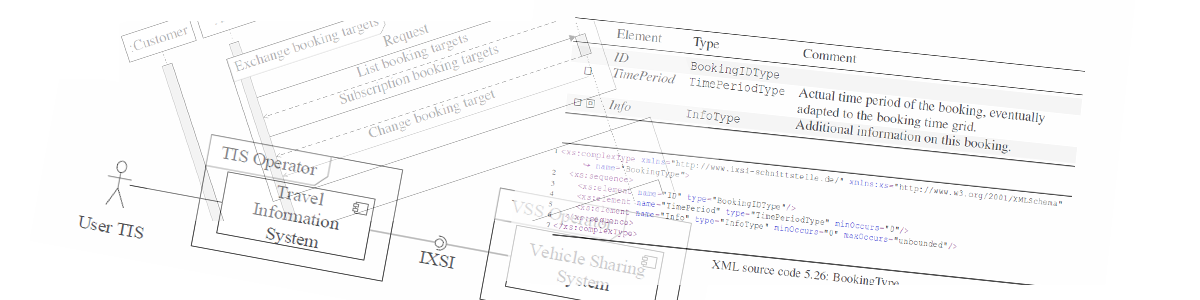 :Customer
Exchange booking targets
Request
List booking targets
Subscription booking targets
Change booking target
TIS Operator
Travel
Information
System
User TIS
IXSI
VSS Operator
Vehicle Sharing
System
Element Type Comment
ID BookingIDType
TimePeriod TimePeriodType Actual time period of the booking, eventually
adapted to the booking time grid.
Info InfoType Additional information on this booking.
1 <xs:complexType xmlns="http://www.ixsi-schnittstelle.de/" xmlns:xs="http://www.w3.org/2001/XMLSchema"
↪ name="BookingType">
2 <xs:sequence>
3 <xs:element name="ID" type="BookingIDType"/>
4 <xs:element name="TimePeriod" type="TimePeriodType" minOccurs="0"/>
5 <xs:element name="Info" type="InfoType" minOccurs="0" maxOccurs="unbounded"/>
6 </xs:sequence>
7 </xs:complexType>
XML source code 5.26: BookingType